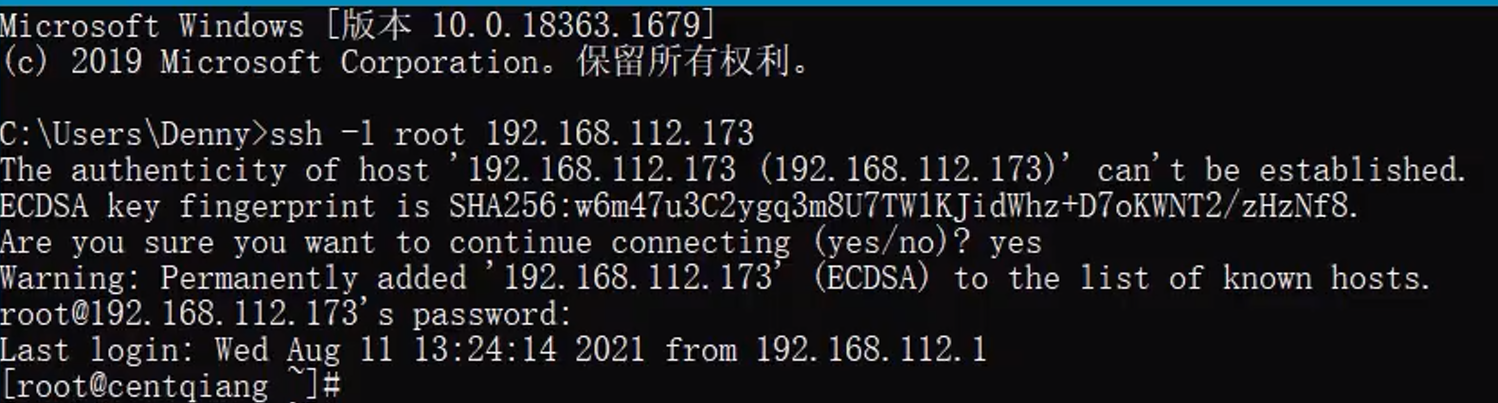 Microsoft Windows [版本 10.0.18363.1679]
(c) 2019 Microsoft Corporation。保留所有权利。
C:\Users\Denny>ssh -l root 192.168.112.173
The authenticity of host '192.168.112.173 (192.168.112.173)' can't be established.
ECDSA key fingerprint is SHA256:w6m47u3C2ygq3m8U7TW1KJidWhz+D7oKWNT2/zHzNf8.
Are you sure you want to continue connecting (yes/no)? yes
Warning: Permanently added '192.168.112.173' (ECDSA) to the list of known hosts.
root@192.168.112.173's password:
Last login: Wed Aug 11 13:24:14 2021 from 192.168.112.1
[root@centqiang ~]#